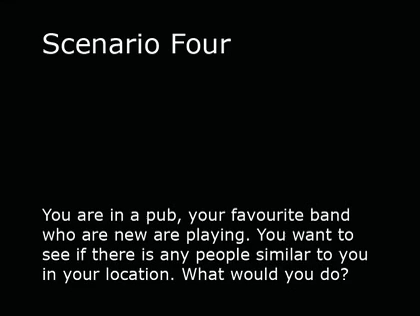 Scenario Four
You are in a pub, your favourite band
who are new are playing. You want to
see if there is any people similar to you
in your location. What would you do?